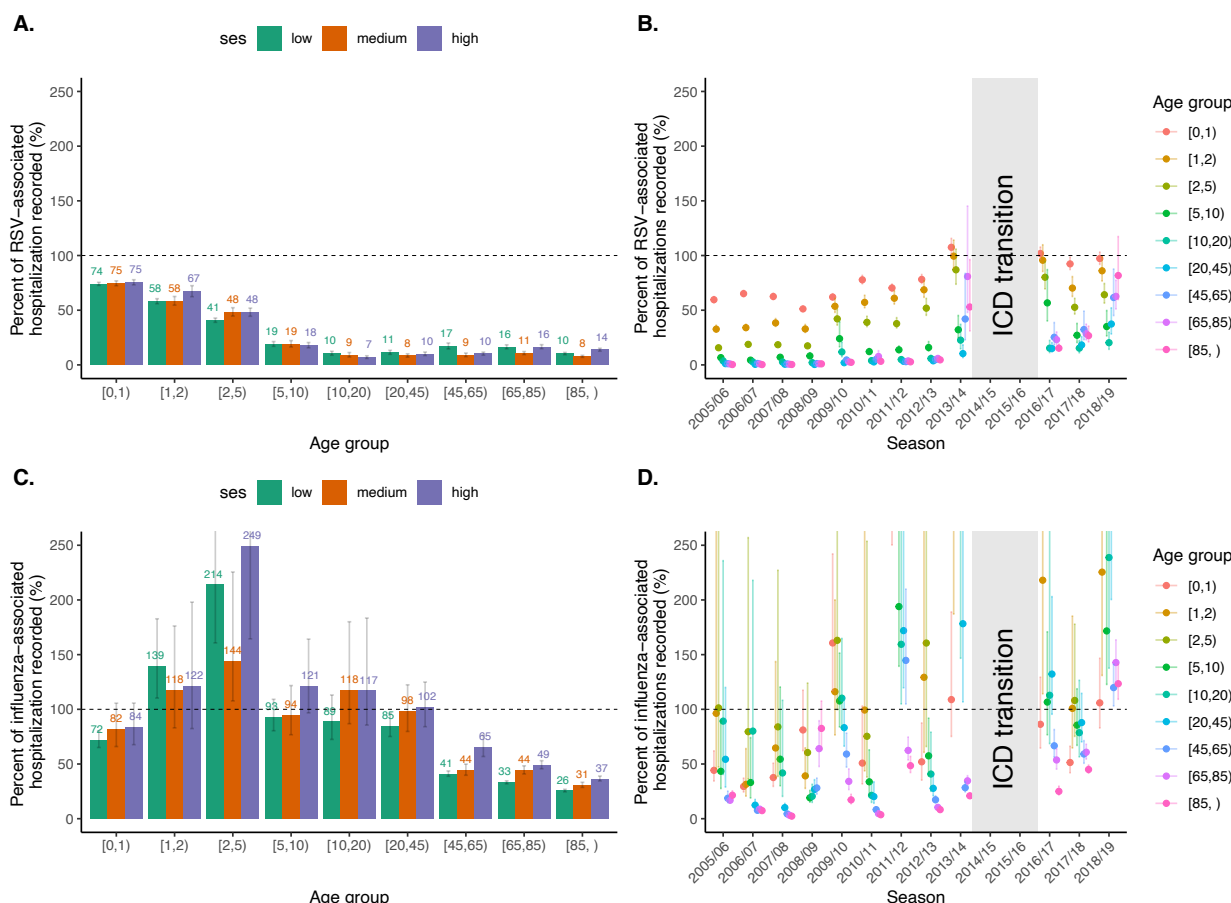 A.
ses low medium high
Percent of RSV−associated
hospitalization recorded (%)
250
200
150
100
50
0
74 75 75
58 58 67
41 48 48
19 19 18
10 9 7
11 8 10
17 9 10
16 11 16
10 8 14
[0,1) [1,2) [2,5) [5,10) [10,20) [20,45) [45,65) [65,85) [85, )
Age group
B.
Percent of RSV−associated
hospitalizations recorded (%)
250
200
150
100
50
0
ICD transition
2005/06 2006/07 2007/08 2008/09 2009/10 2010/11 2011/12 2012/13 2013/14 2014/15 2015/16 2016/17 2017/18 2018/19
Season
Age group
[0,1)
[1,2)
[2,5)
[5,10)
[10,20)
[20,45)
[45,65)
[65,85)
[85, )
C.
ses low medium high
Percent of influenza−associated
hospitalization recorded (%)
250
200
150
100
50
0
72 82 84
139 118 122
214 144 249
93 94 121
89 118 117
85 98 102
41 44 65
33 44 49
26 31 37
[0,1) [1,2) [2,5) [5,10) [10,20) [20,45) [45,65) [65,85) [85, )
Age group
D.
Percent of influenza−associated
hospitalizations recorded (%)
250
200
150
100
50
0
ICD transition
2005/06 2006/07 2007/08 2008/09 2009/10 2010/11 2011/12 2012/13 2013/14 2014/15 2015/16 2016/17 2017/18 2018/19
Season
Age group
[0,1)
[1,2)
[2,5)
[5,10)
[10,20)
[20,45)
[45,65)
[65,85)
[85, )